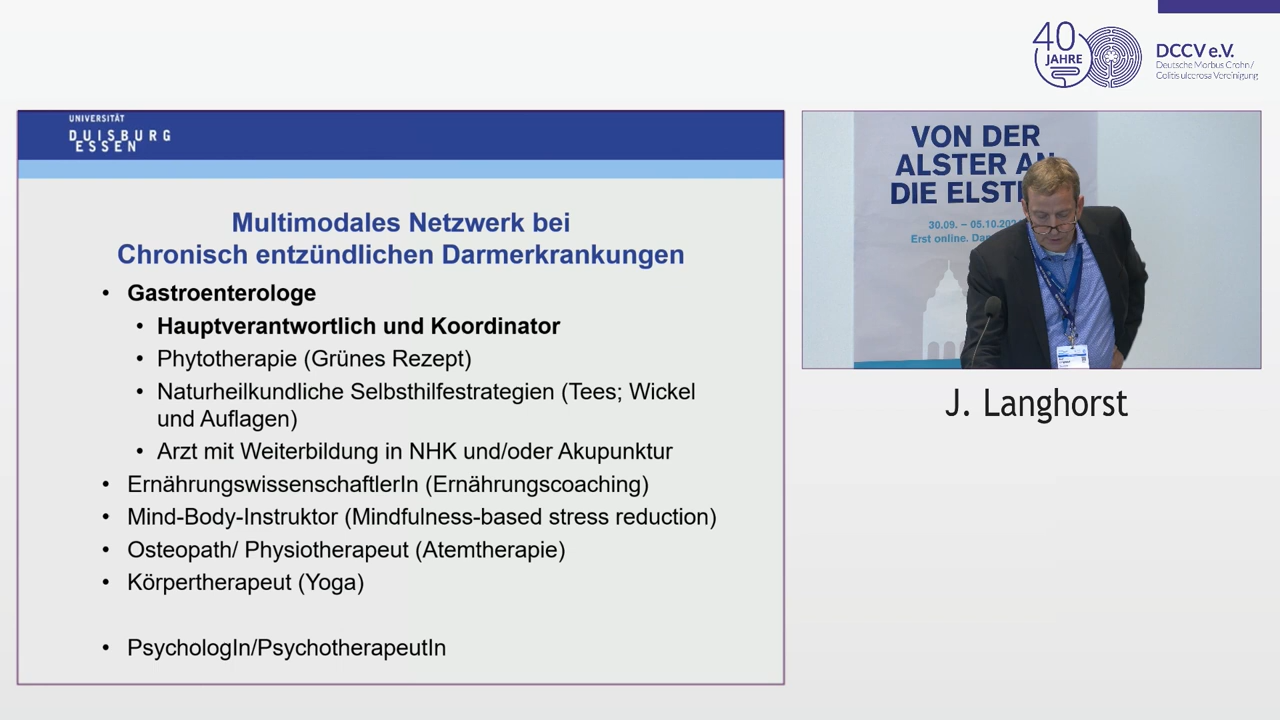 40
JAHRE
DCCV e.V.
Deutsche Morbus Crohn /
Colitis ulcerosa Vereinigung
UNIVERSITÄT
DUISBURG
ESSEN
Multimodales Netzwerk bei
Chronisch entzündlichen Darmerkrankungen
• Gastroenterologe
• Hauptverantwortlich und Koordinator
• Phytotherapie (Grünes Rezept)
• Naturheilkundliche Selbsthilfestrategien (Tees; Wickel
und Auflagen)
• Arzt mit Weiterbildung in NHK und/oder Akupunktur
• ErnährungswissenschaftlerIn (Ernährungscoaching)
• Mind-Body-Instruktor (Mindfulness-based stress reduction)
• Osteopath/ Physiotherapeut (Atemtherapie)
• Körpertherapeut (Yoga)
• PsychologIn/PsychotherapeutIn
VON DER
ALSTER
DIE
30.09. – 05.10.
Erst online.
J. Langhorst